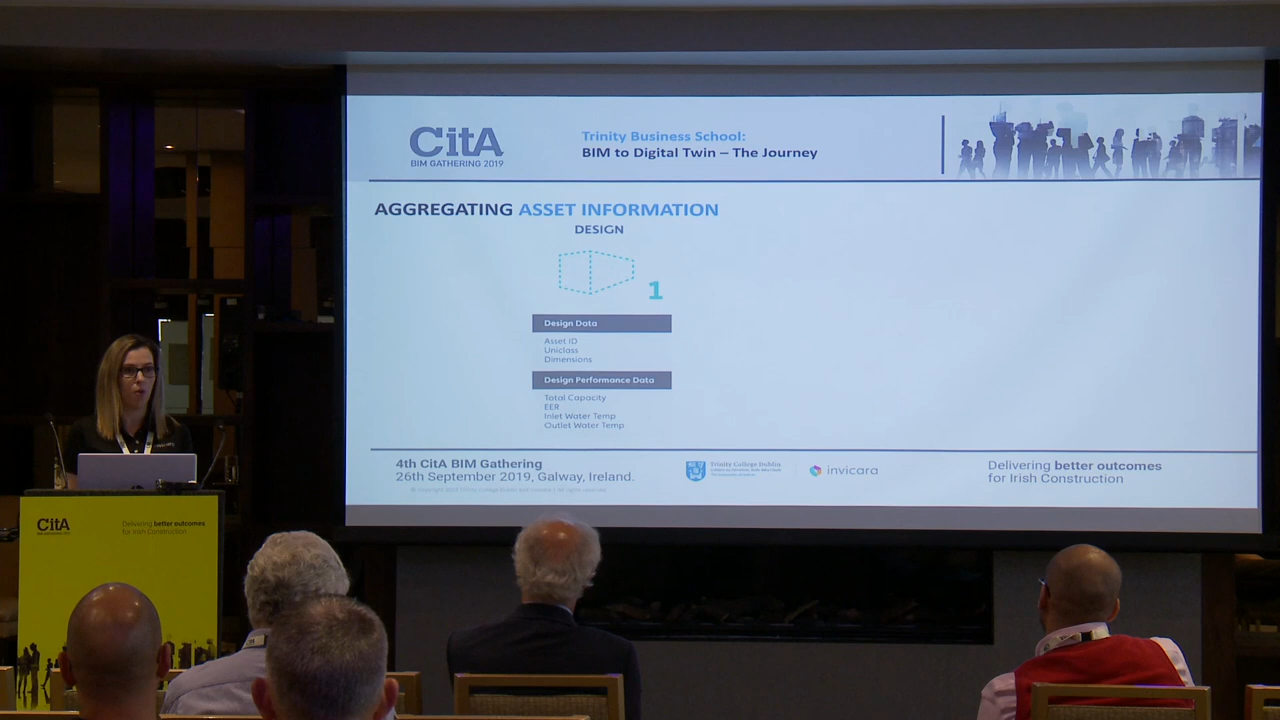 CitA
BIM GATHERING 2019
Trinity Business School:
BIM to Digital Twin – The Journey
AGGREGATING ASSET INFORMATION
DESIGN
1
Design Data
Asset ID
Uniclass
Dimensions
Design Performance Data
Total Capacity
EER
Inlet Water Temp
Outlet Water Temp
4th CitA BIM Gathering
26th September 2019, Galway, Ireland.
Trinity College Dublin
invicara
Delivering better outcomes
for Irish Construction
CitA
Delivering better outcomes
for Irish Construction